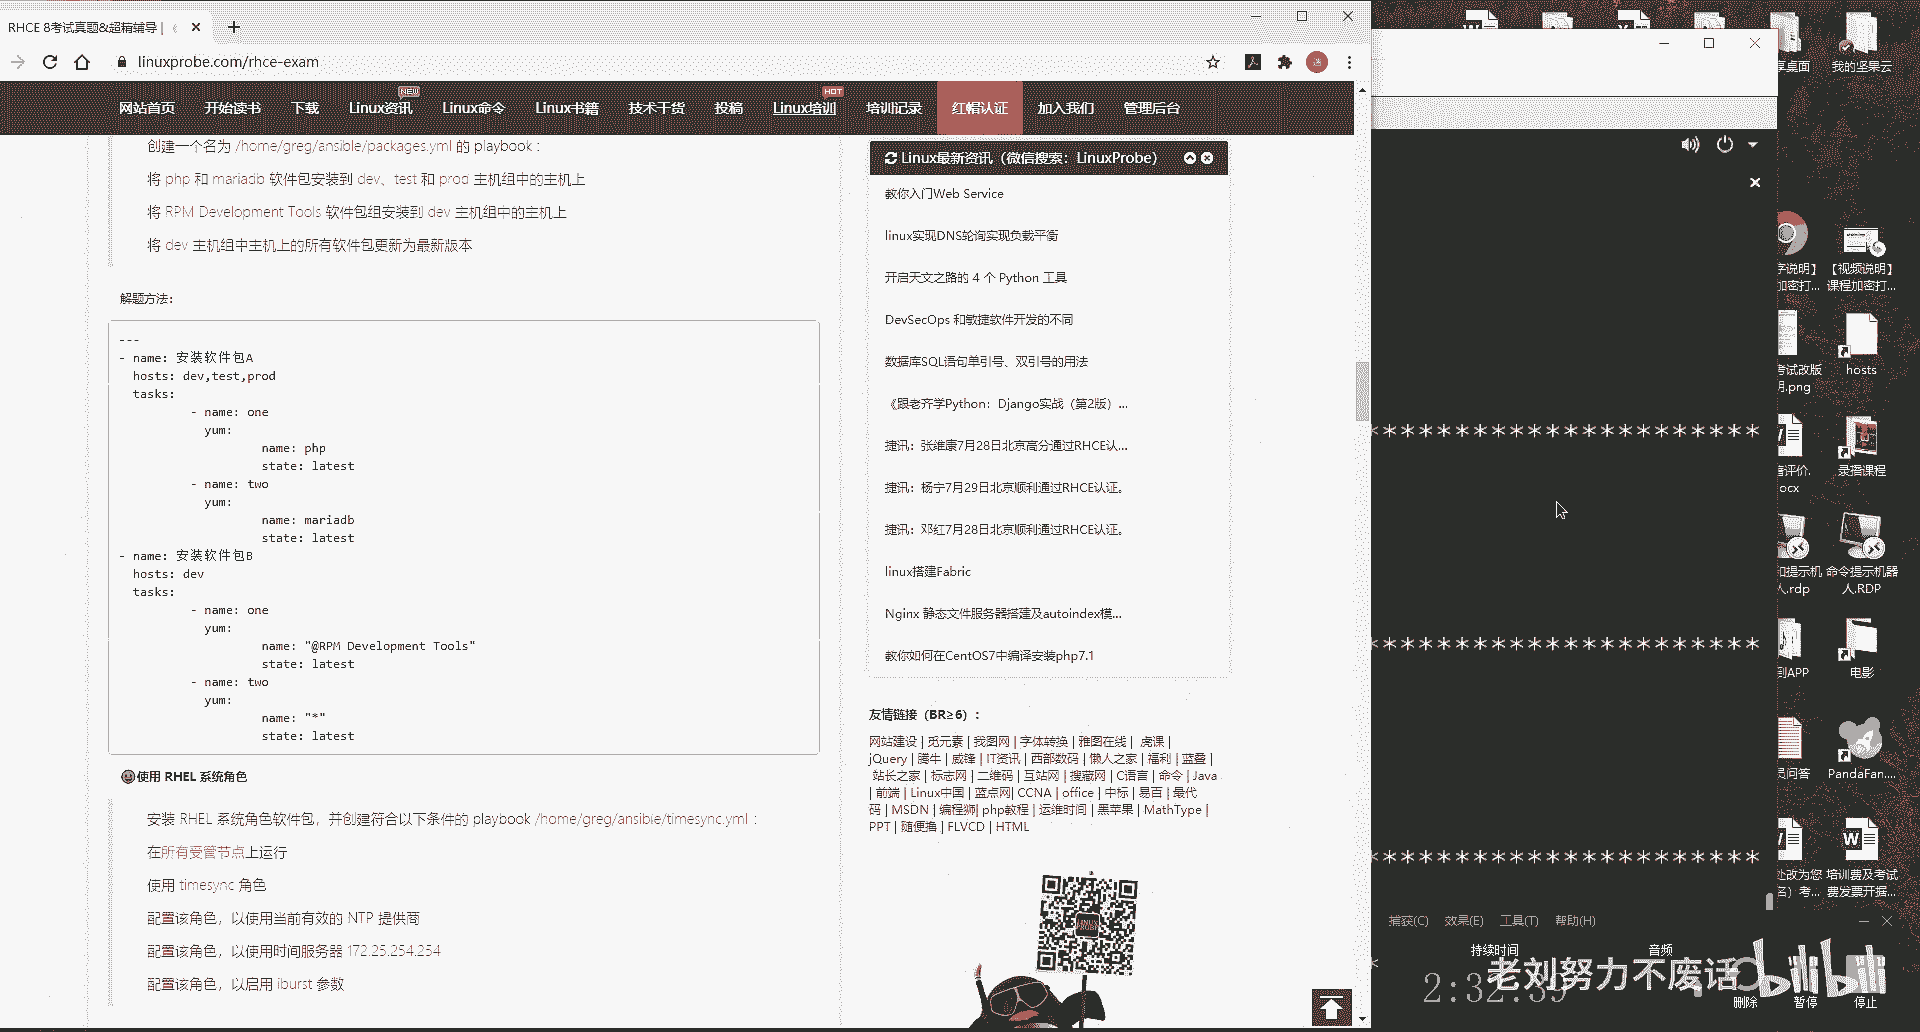 RHCE 8考试真题&超精辅导 |
linuxprobe.com/rhce-exam
网站首页 开始读书 下载 Linux资讯 NEW Linux命令 Linux书籍 技术干货 投稿 Linux培训 HOT 培训记录 红帽认证 加入我们 管理后台
创建一个名为 /home/greg/ansible/packages.yml 的 playbook :
将 php 和 mariadb 软件包安装到 dev、test 和 prod 主机组中的主机上
将 RPM Development Tools 软件包组安装到 dev 主机组中的主机上
将 dev 主机组中主机上的所有软件包更新为最新版本
解题方法:
---
- name: 安装软件包A
hosts: dev,test,prod
tasks:
- name: one
yum:
name: php
state: latest
- name: two
yum:
name: mariadb
state: latest
- name: 安装软件包B
hosts: dev
tasks:
- name: one
yum:
name: "@RPM Development Tools"
state: latest
- name: two
yum:
name: "*"
state: latest
使用 RHEL 系统角色
安装 RHEL 系统角色软件包，并创建符合以下条件的 playbook /home/greg/ansible/timesync.yml :
在所有受管节点上运行
使用 timesync 角色
配置该角色，以使用当前有效的 NTP 提供商
配置该角色，以使用时间服务器 172.25.254.254
配置该角色，以启用 iburst 参数
Linux最新资讯（微信搜索：LinuxProbe）
教你入门Web Service
linux实现DNS轮询实现负载平衡
开启天文之路的 4 个 Python 工具
DevSecOps 和敏捷软件开发的不同
数据库SQL语句单引号、双引号的用法
《跟老齐学Python：Django实战（第2版）...
捷讯：张维康7月28日北京高分通过RHCE认...
捷讯：杨宁7月29日北京顺利通过RHCE认证。
捷讯：邓红7月28日北京顺利通过RHCE认证。
linux搭建Fabric
Nginx 静态文件服务器搭建及autoindex模...
教你如何在CentOS7中编译安装php7.1
友情链接（BR≥6）：
网站建设 | 觅元素 | 我图网 | 字体转换 | 雅图在线 | 虎课 |
jQuery | 腾牛 | 威锋 | IT资讯 | 西部数码 | 懒人之家 | 福利 | 蓝叠 |
站长之家 | 标志网 | 二维码 | 互站网 | 搜藏网 | C语言 | 命令 | Java
| 前端 | Linux中国 | 蓝点网| CCNA | office | 中标 | 易百 | 最代
码 | MSDN | 编程狮| php教程 | 运维时间 | 黑苹果 | MathType |
PPT | 随便撸 | FLVCD | HTML
*********************
*********************
*********************
享桌面 我的坚果云
字说明】 【视频说明】
加密打... 课程加密打...
考试改版 hosts
明.png
评价. 录播课程
ocx
和提示机 命令提示机器
人.rdp 人.RDP
到APP 电影
员问答 PandaFan....
处改为您 培训费及考试
名）考... 费发票开据...
捕获(C) 效果(E) 工具(T) 帮助(H)
持续时间 音频
2:32:39
老刘努力不废话 bilibili
删除 暂停 停止